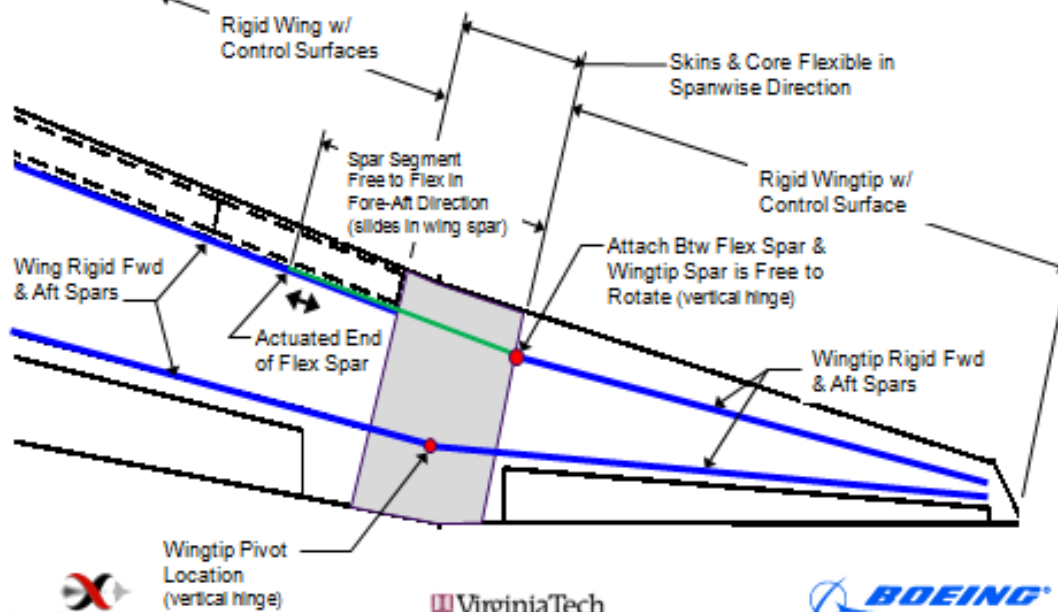 Rigid Wing w/
Control Surfaces
Skins & Core Flexible in
Spanwise Direction
Spar Segment
Free to Flex in
Fore-Aft Direction
(slides in wing spar)
Rigid Wingtip w/
Control Surface
Wing Rigid Fwd
& Aft Spars
Attach Btw Flex Spar &
Wingtip Spar is Free to
Rotate (vertical hinge)
Actuated End
of Flex Spar
Wingtip Rigid Fwd
& Aft Spars
Wingtip Pivot
Location
(vertical hinge)
VirginiaTech
BOEING